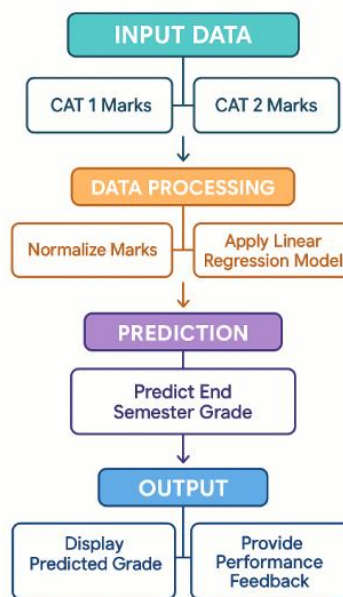 INPUT DATA
CAT 1 Marks
CAT 2 Marks
DATA PROCESSING
Normalize Marks
Apply Linear
Regression Model
PREDICTION
Predict End
Semester Grade
OUTPUT
Display
Predicted Grade
Provide
Performance
Feedback